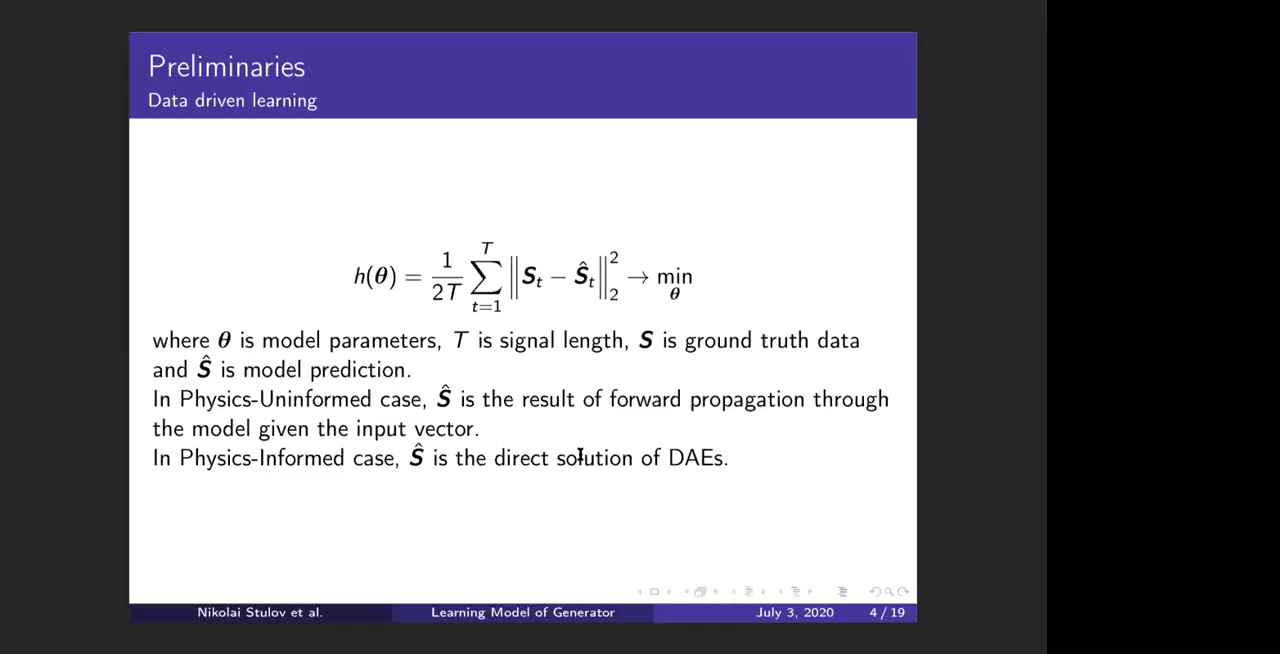 Preliminaries
Data driven learning
h(θ) = 1/2T ∑_{t=1}^{T} ‖S_t − Ŝ_t‖_2^2 → min_θ
where θ is model parameters, T is signal length, S is ground truth data
and Ŝ is model prediction.
In Physics-Uninformed case, Ŝ is the result of forward propagation through
the model given the input vector.
In Physics-Informed case, Ŝ is the direct solution of DAEs.
Nikolai Stulov et al. Learning Model of Generator July 3, 2020 4 / 19